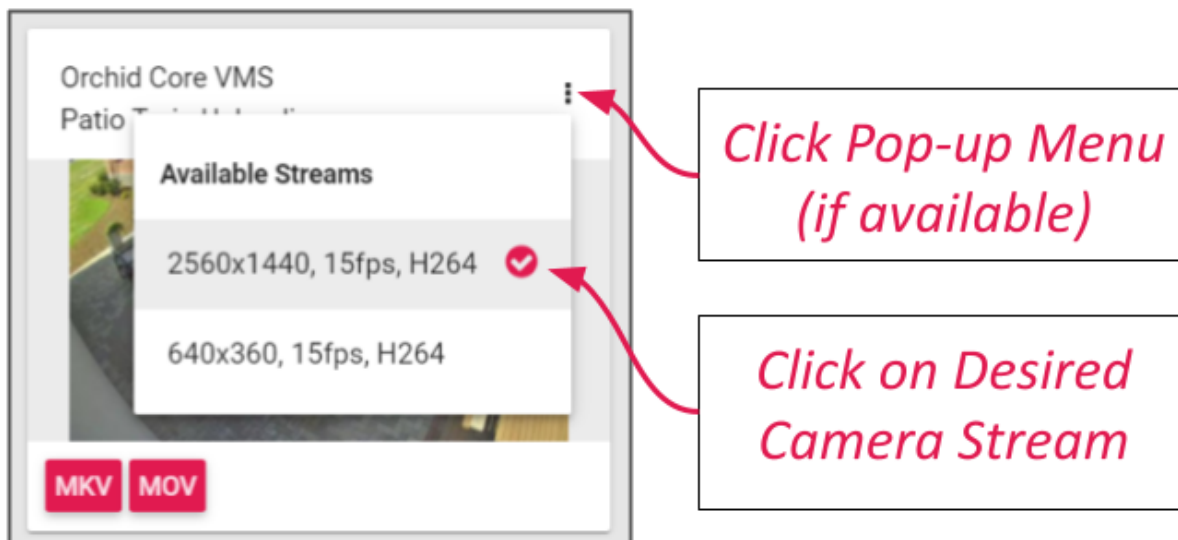 Orchid Core VMS
Patio
Available Streams
2560x1440, 15fps, H264
640x360, 15fps, H264
MKV MOV
Click Pop-up Menu
(if available)
Click on Desired
Camera Stream